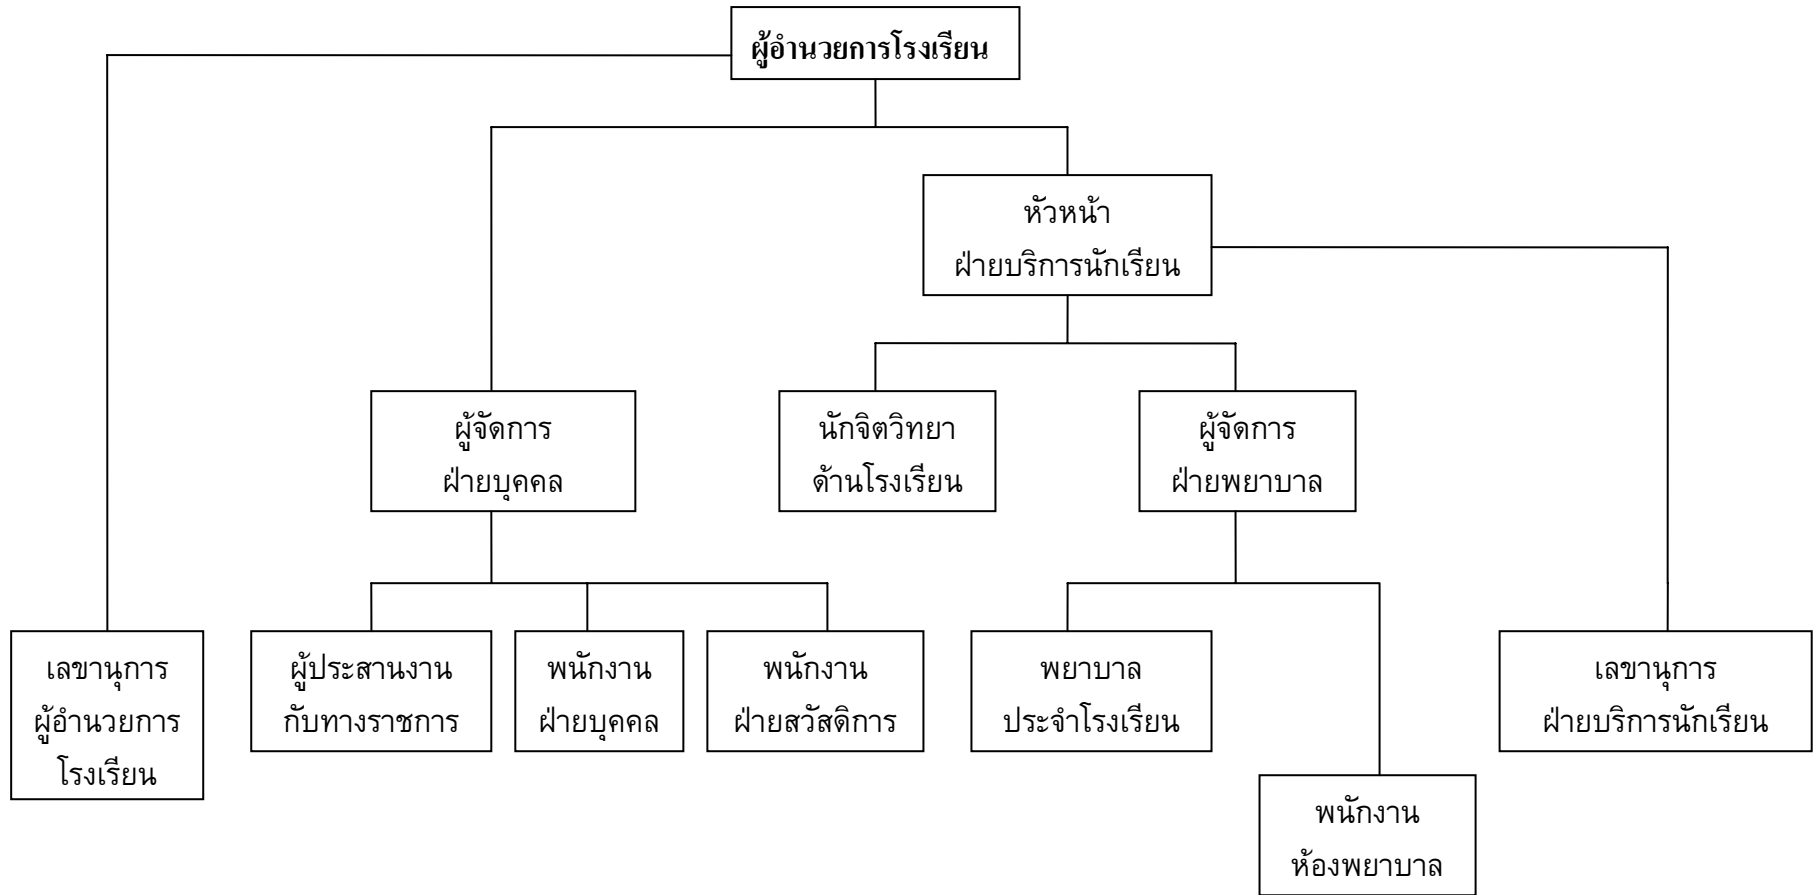 ผู้อำนวยการโรงเรียน
หัวหน้า
ฝ่ายบริการนักเรียน
ผู้จัดการ
ฝ่ายบุคคล
นักจิตวิทยา
ด้านโรงเรียน
ผู้จัดการ
ฝ่ายพยาบาล
เลขานุการ
ผู้อำนวยการ
โรงเรียน
ผู้ประสานงาน
กับทางราชการ
พนักงาน
ฝ่ายบุคคล
พนักงาน
ฝ่ายสวัสดิการ
พยาบาล
ประจำโรงเรียน
เลขานุการ
ฝ่ายบริการนักเรียน
พนักงาน
ห้องพยาบาล